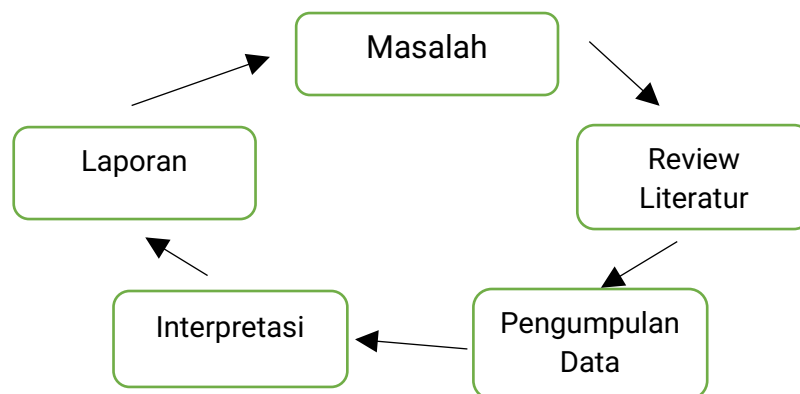 Masalah
Review
Literatur
Pengumpulan
Data
Interpretasi
Laporan